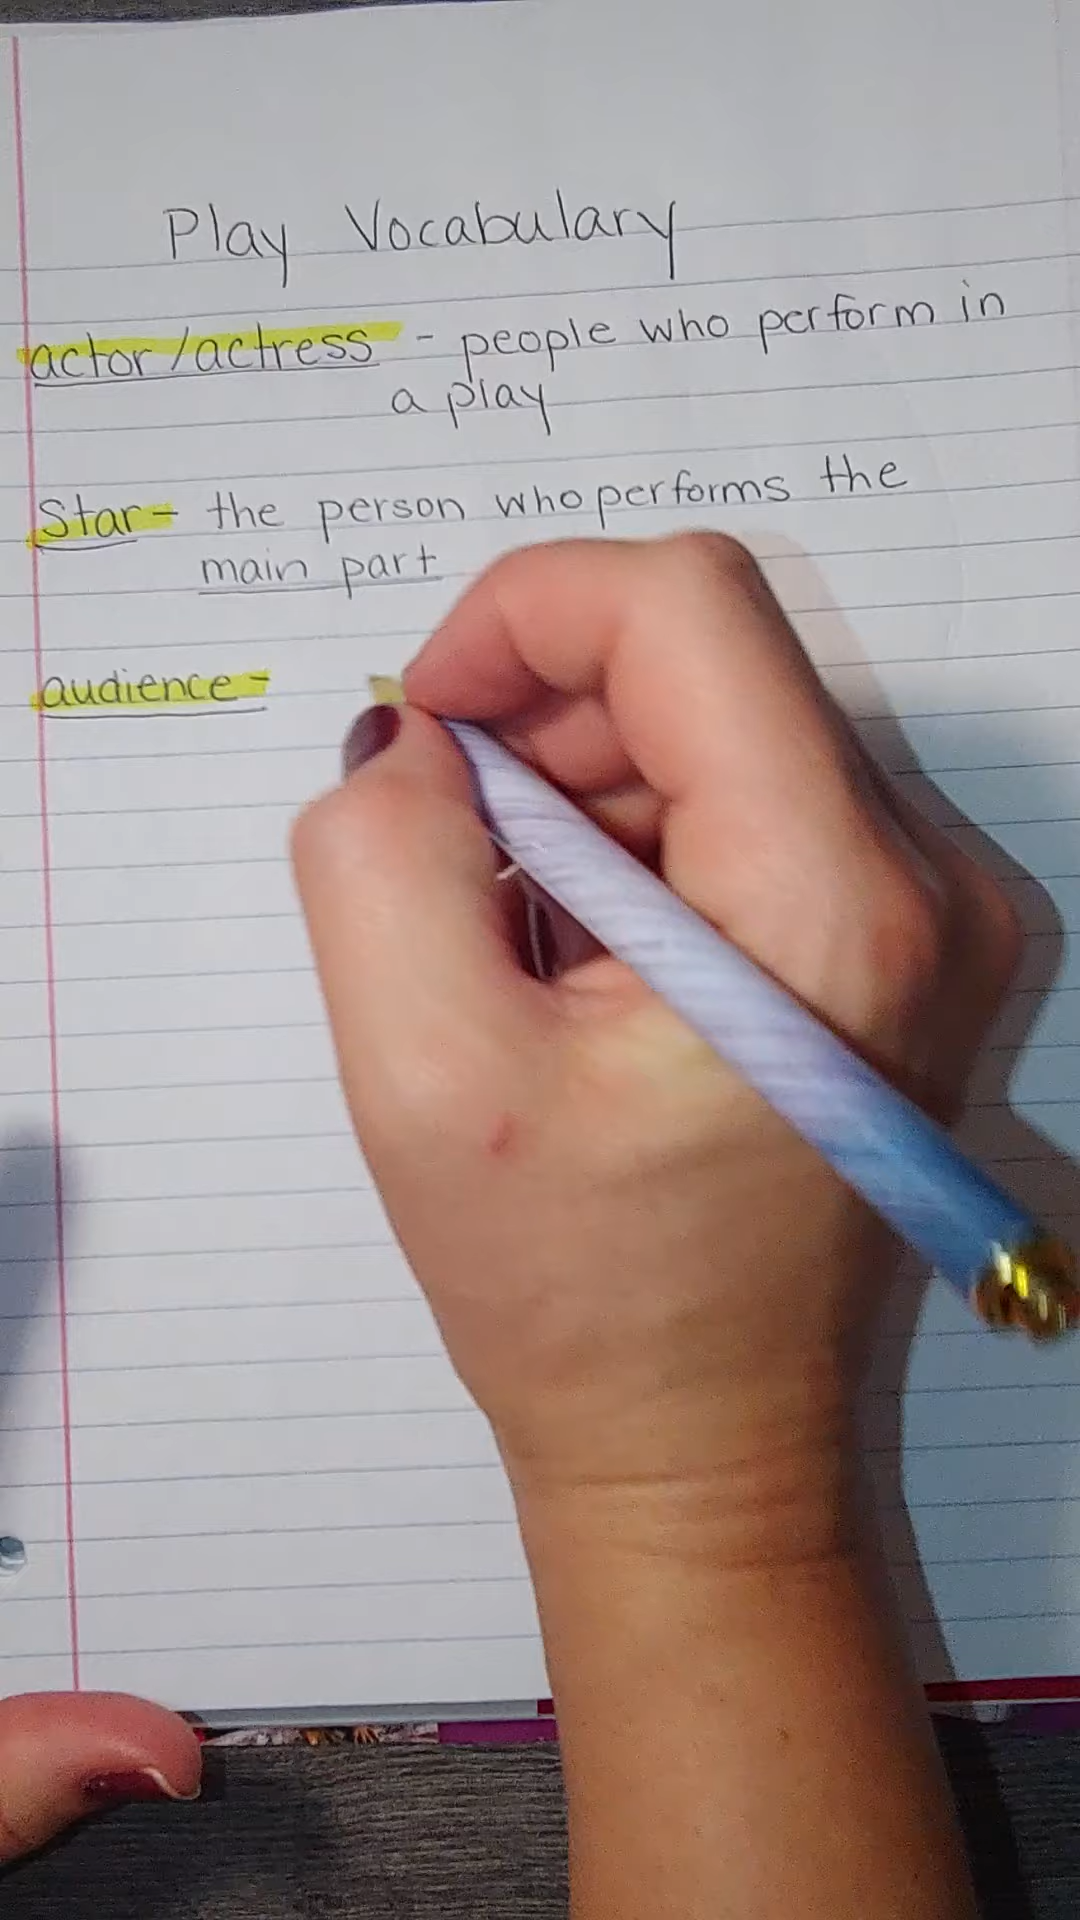 Play Vocabulary
actor/actress - people who perform in
a play
Star - the person who performs the
main part
audience -